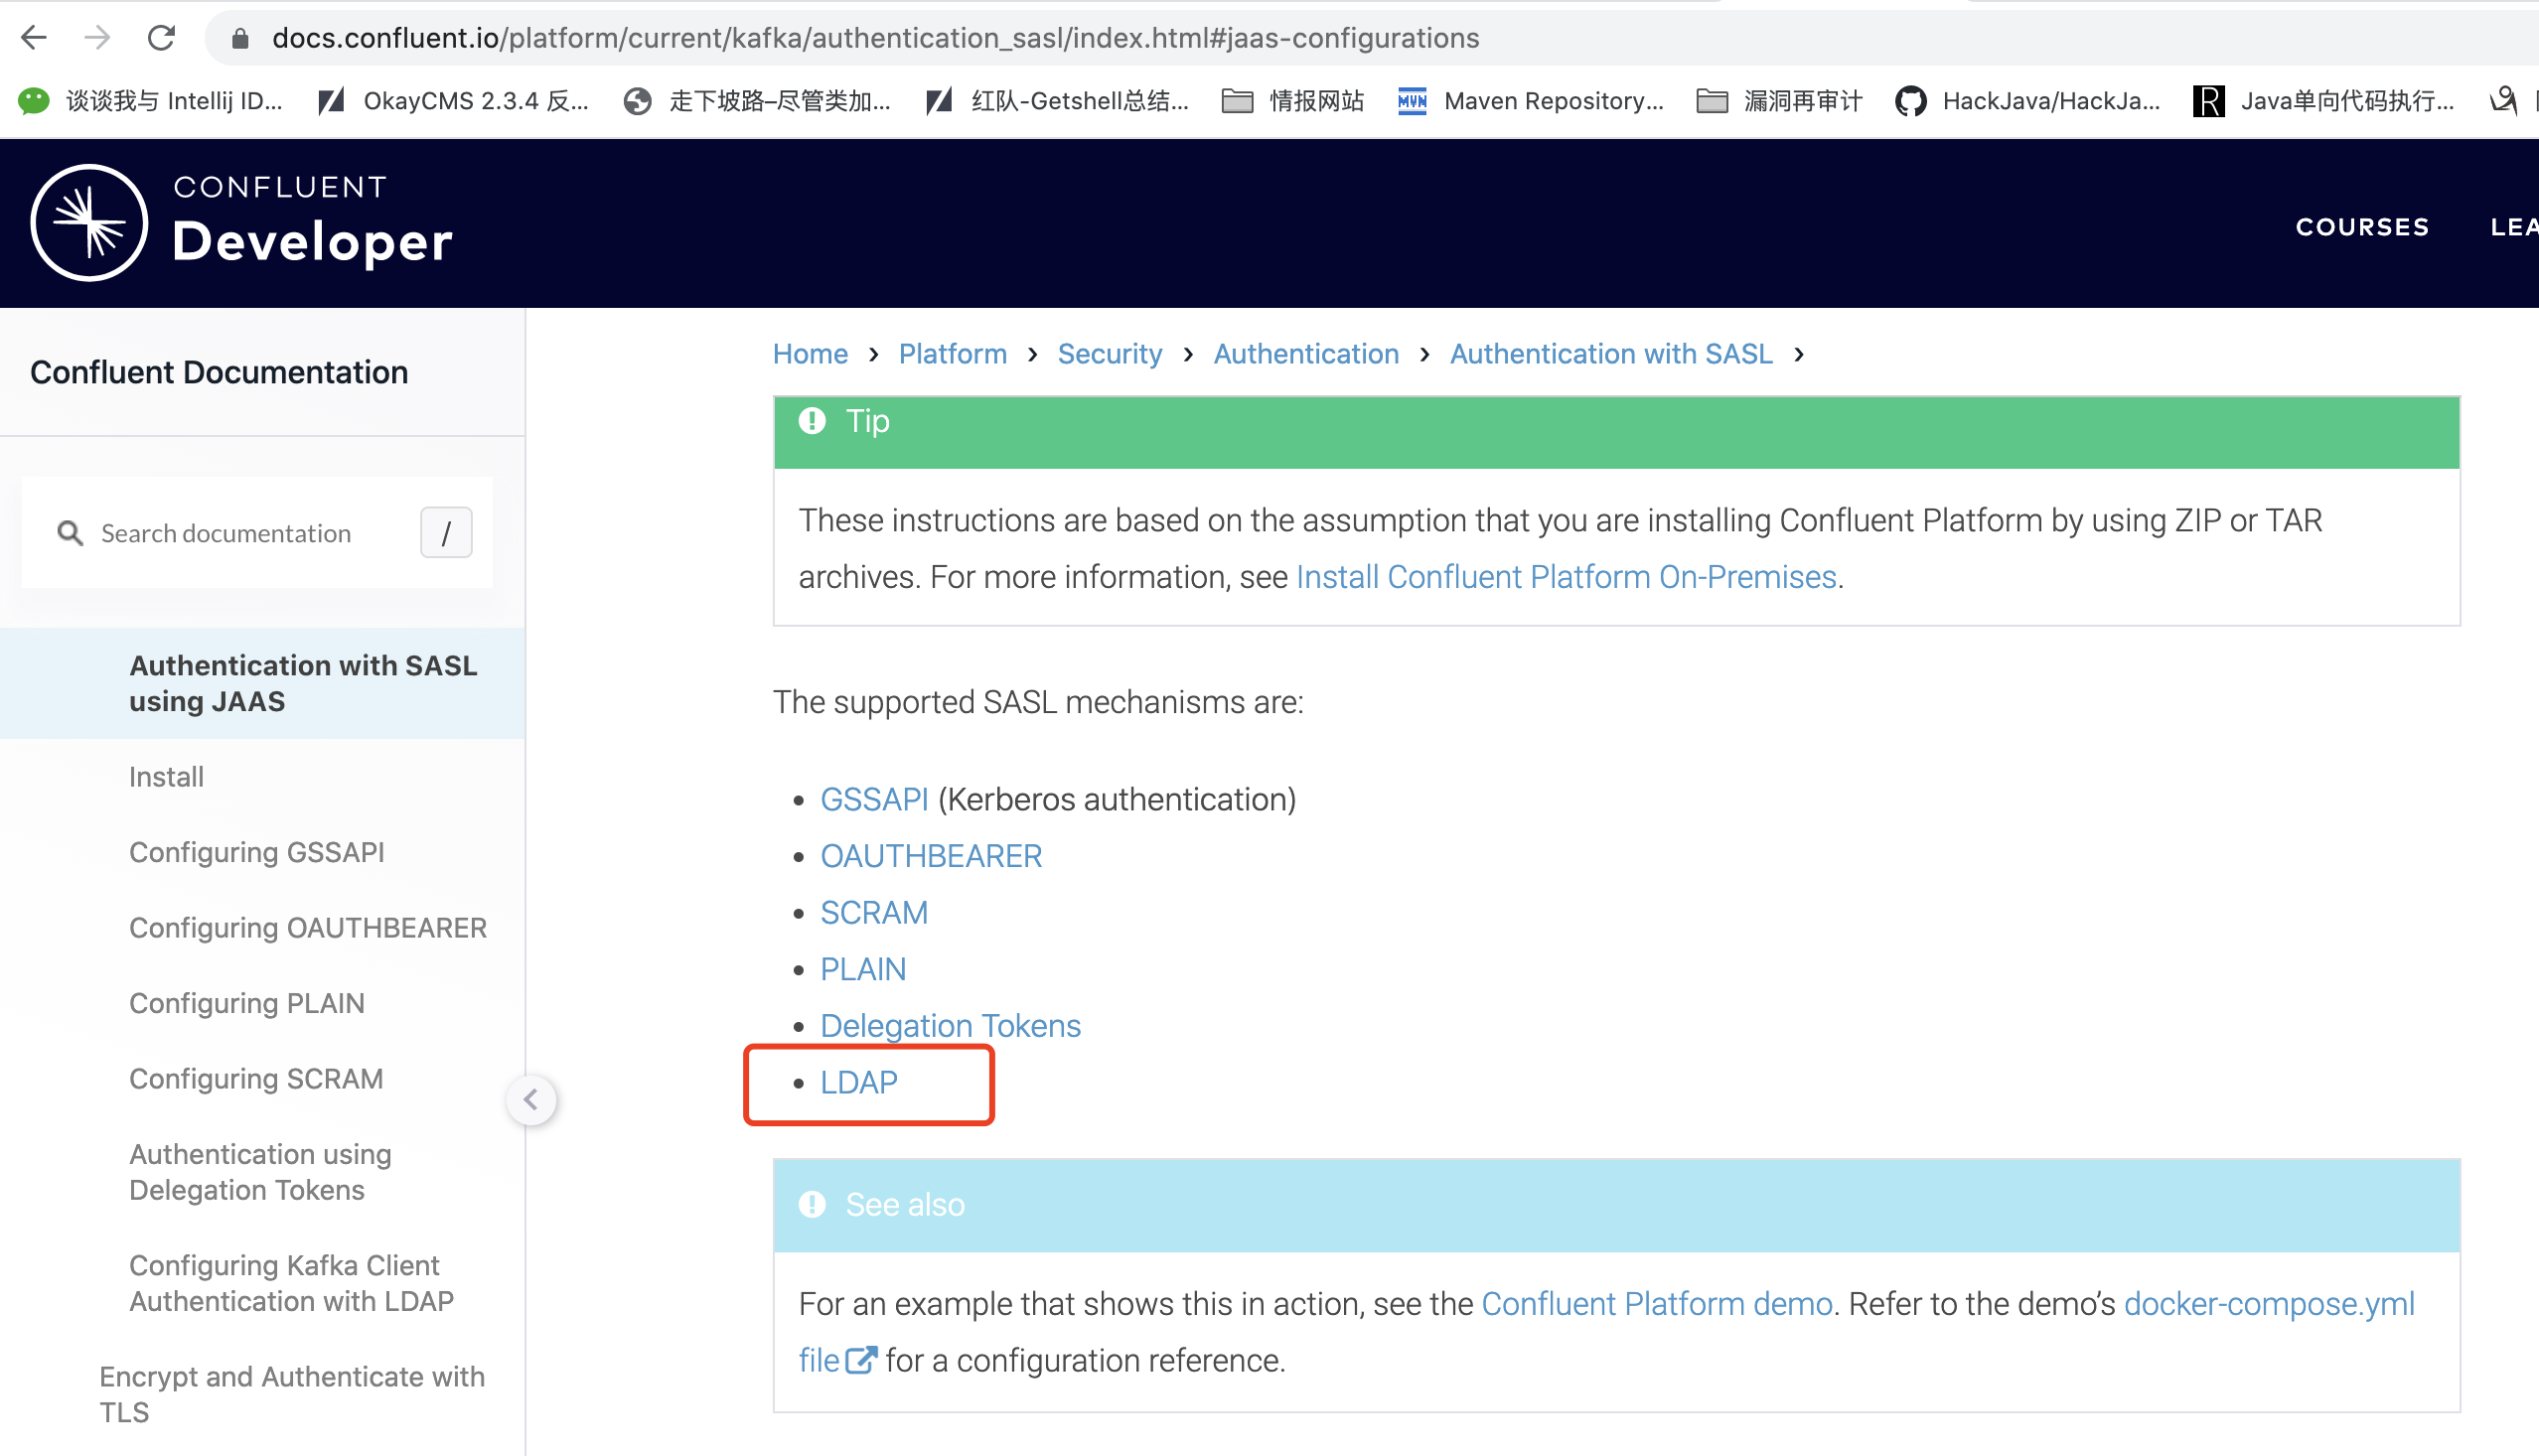 docs.confluent.io/platform/current/kafka/authentication_sasl/index.html#jaas-configurations
谈谈我与 Intellij ID... OkayCMS 2.3.4 反... 走下坡路–尽管类加... 红队-Getshell总结... 情报网站 Maven Repository... 漏洞再审计 HackJava/HackJa... Java单向代码执行...
CONFLUENT
Developer
COURSES LEA
Confluent Documentation
Search documentation /
Authentication with SASL
using JAAS
Install
Configuring GSSAPI
Configuring OAUTHBEARER
Configuring PLAIN
Configuring SCRAM
Authentication using
Delegation Tokens
Configuring Kafka Client
Authentication with LDAP
Encrypt and Authenticate with
TLS
Home › Platform › Security › Authentication › Authentication with SASL ›
Tip
These instructions are based on the assumption that you are installing Confluent Platform by using ZIP or TAR
archives. For more information, see Install Confluent Platform On-Premises.
The supported SASL mechanisms are:
• GSSAPI (Kerberos authentication)
• OAUTHBEARER
• SCRAM
• PLAIN
• Delegation Tokens
• LDAP
See also
For an example that shows this in action, see the Confluent Platform demo. Refer to the demo’s docker-compose.yml
file for a configuration reference.